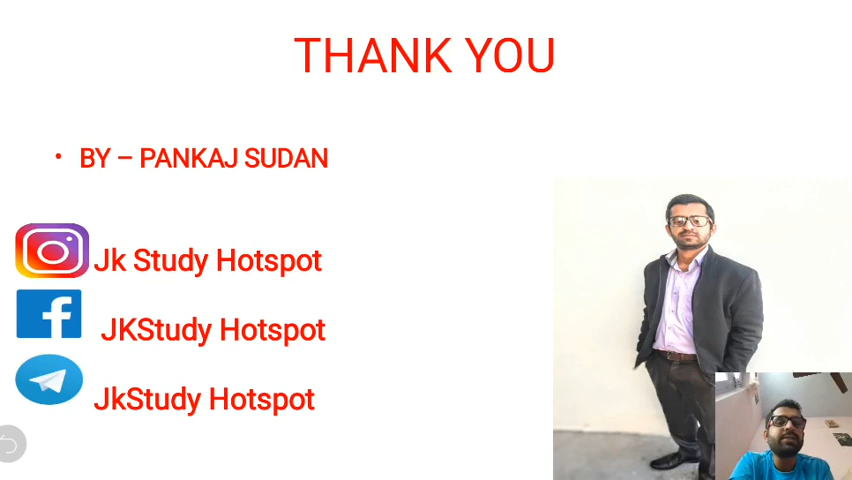 THANK YOU
• BY – PANKAJ SUDAN
Jk Study Hotspot
JKStudy Hotspot
JkStudy Hotspot